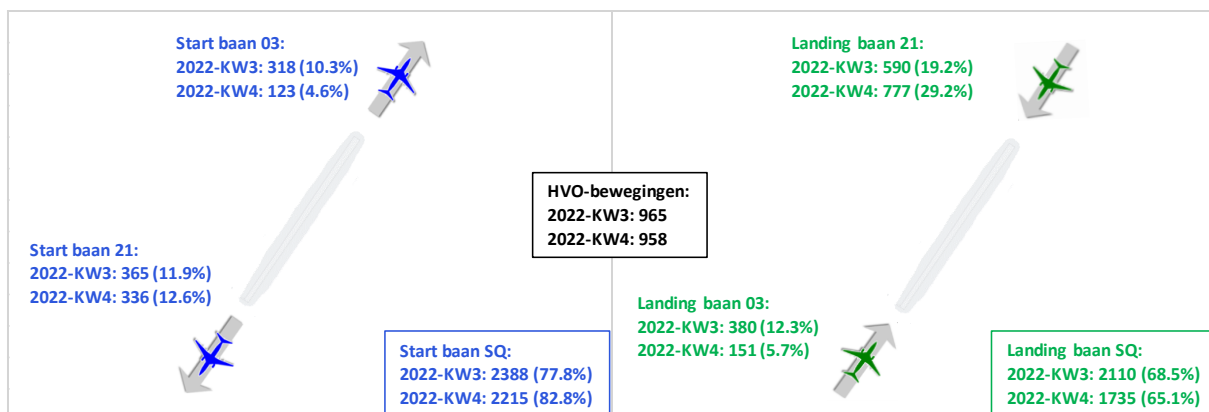 Start baan 03:
2022-KW3: 318 (10.3%)
2022-KW4: 123 (4.6%)
Start baan 21:
2022-KW3: 365 (11.9%)
2022-KW4: 336 (12.6%)
Start baan SQ:
2022-KW3: 2388 (77.8%)
2022-KW4: 2215 (82.8%)
HVO-bewegingen:
2022-KW3: 965
2022-KW4: 958
Landing baan 21:
2022-KW3: 590 (19.2%)
2022-KW4: 777 (29.2%)
Landing baan 03:
2022-KW3: 380 (12.3%)
2022-KW4: 151 (5.7%)
Landing baan SQ:
2022-KW3: 2110 (68.5%)
2022-KW4: 1735 (65.1%)